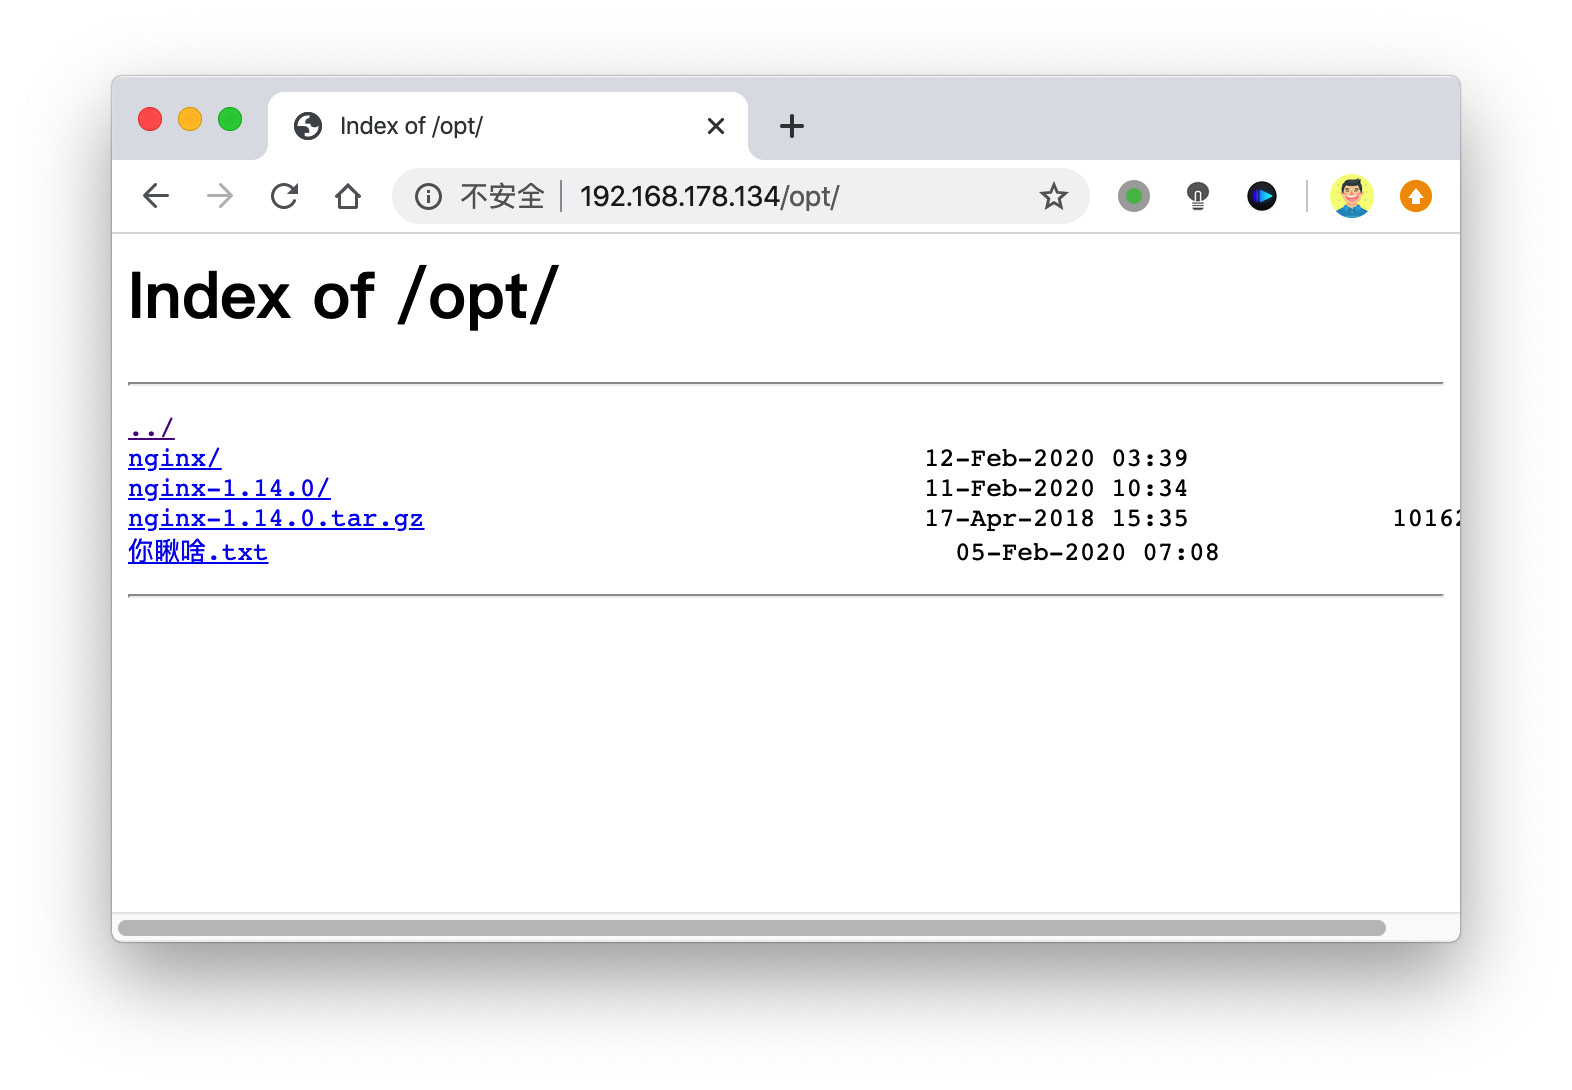 Index of /opt/
不安全 192.168.178.134/opt/
Index of /opt/
../
nginx/ 12-Feb-2020 03:39
nginx-1.14.0/ 11-Feb-2020 10:34
nginx-1.14.0.tar.gz 17-Apr-2018 15:35 10162
你瞅啥.txt 05-Feb-2020 07:08